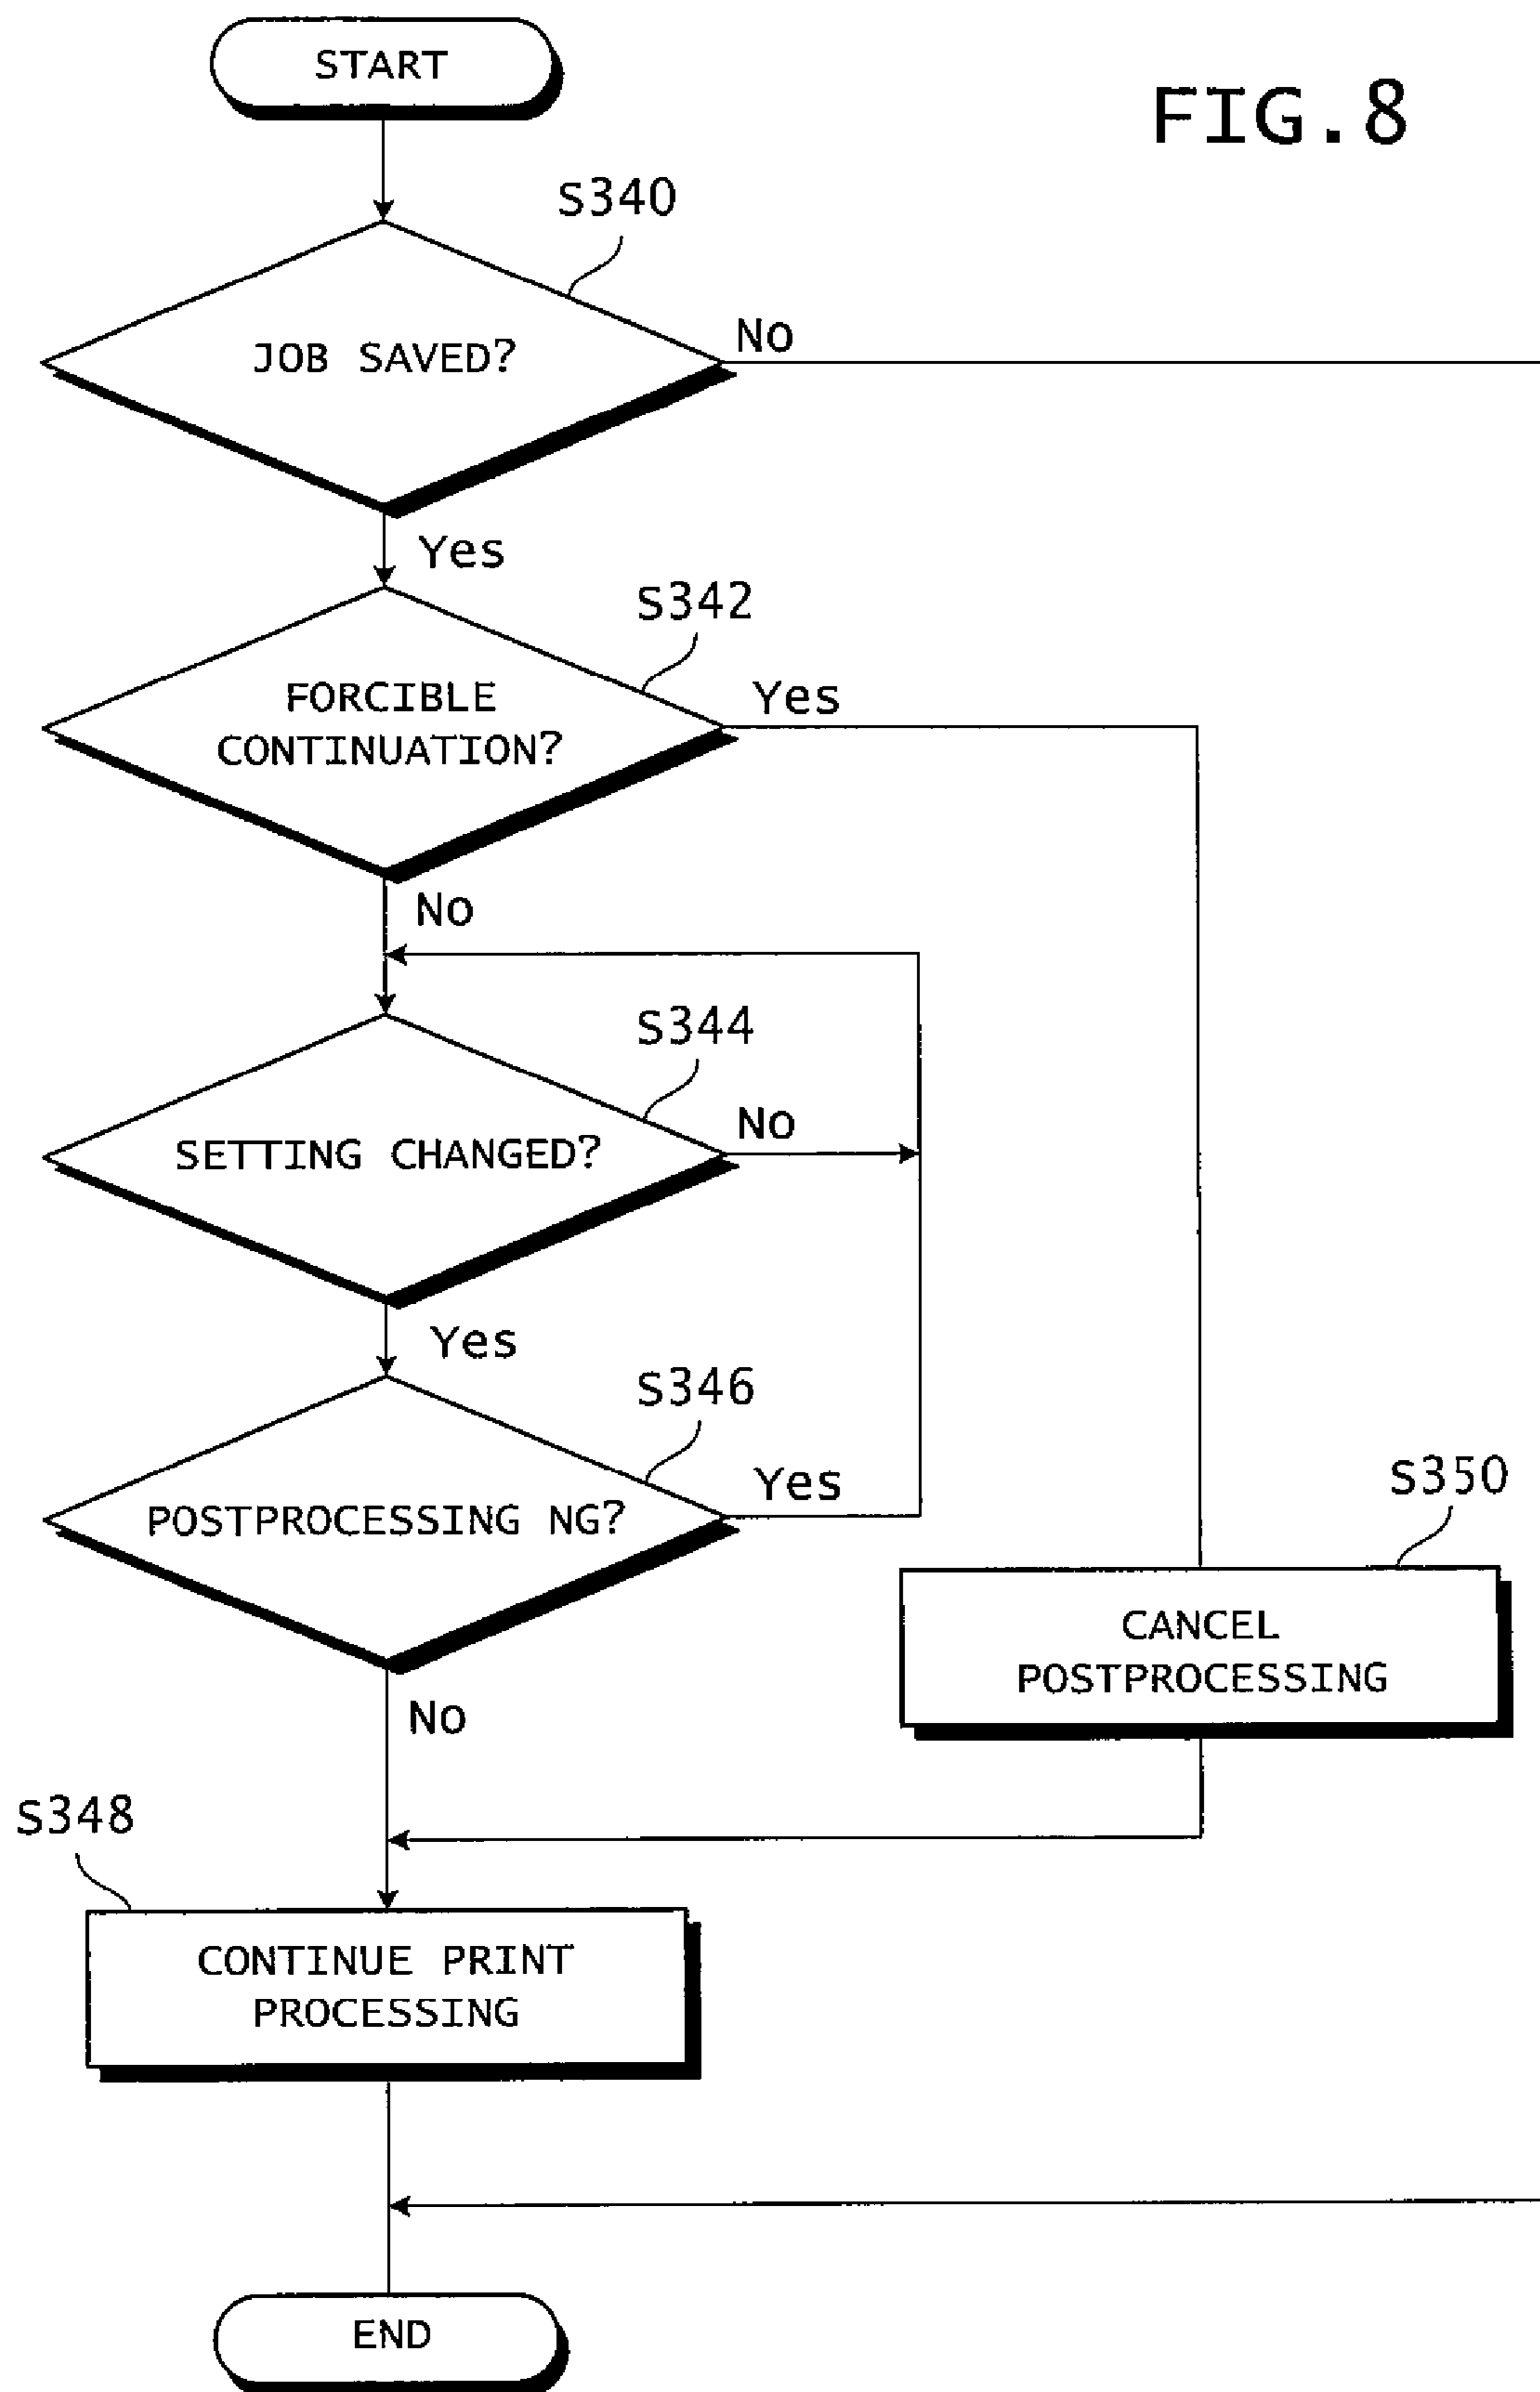 START
FIG.8
S340
JOB SAVED?
No
Yes
S342
FORCIBLE
CONTINUATION?
Yes
No
S344
SETTING CHANGED?
No
Yes
S346
POSTPROCESSING NG?
Yes
No
S350
CANCEL
POSTPROCESSING
S348
CONTINUE PRINT
PROCESSING
END